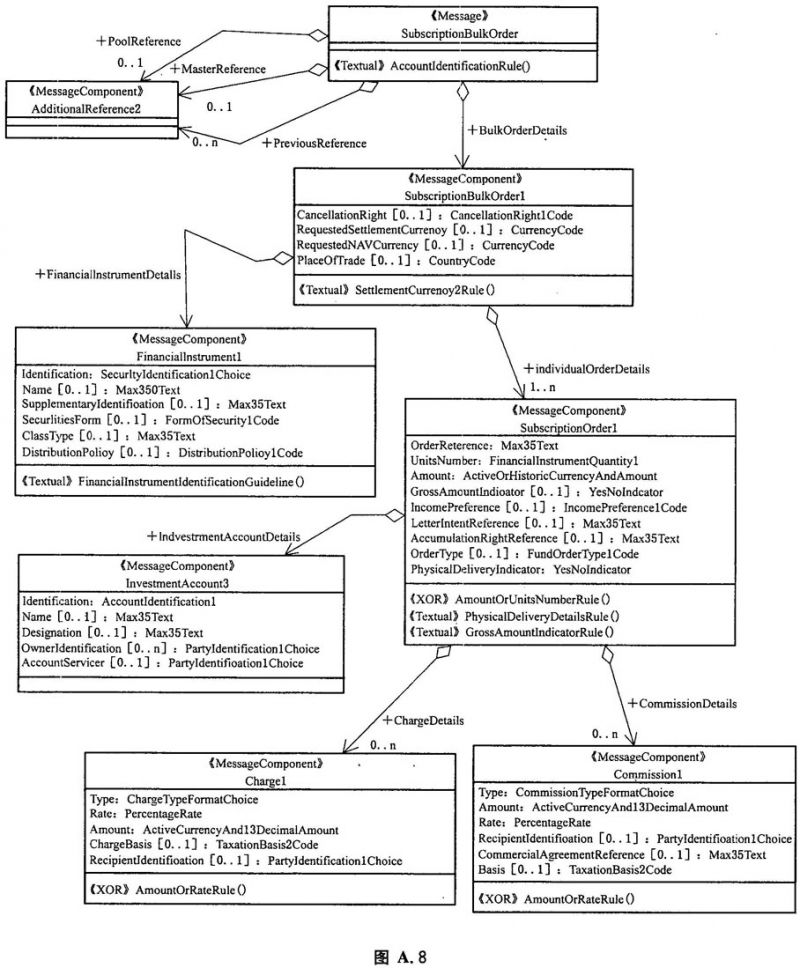 《Message》
SubscriptionBulkOrder
《Textual》 AccountIdentificationRule()
+PoolReference
0..1
+MasterReference
0..1
《MessageComponent》
AdditionalReference2
0..n
+PreviousReference
+BulkOrderDetails
《MessageComponent》
SubscriptionBulkOrder1
CancellationRight [0..1] : CancellationRight1Code
RequestedSettlementCurrenoy [0..1] : CurrencyCode
RequestedNAVCurrency [0..1] : CurrencyCode
PlaceOfTrade [0..1] : CountryCode
《Textual》 SettlementCurrenoy2Rule()
+FinancialInstrumentDetalls
《MessageComponent》
FinancialInstrument1
Identification: SecurltyIdentification1Choice
Name [0..1] : Max350Text
SupplementaryIdentifioation [0..1] : Max35Text
SecurlitiesForm [0..1] : FormOfSecurity1Code
ClassType [0..1] : Max35Text
DistributionPolioy [0..1] : DistributionPolioy1Code
《Textual》 FinancialInstrumentIdentificationGuideline()
+individualOrderDetails
1..n
《MessageComponent》
SubscriptionOrder1
OrderReterence: Max35Text
UnitsNumber: FinancialInstrumentQuantity1
Amount: ActiveOrHistoricCurrencyAndAmount
GrossAmcuntIndioator [0..1] : YesNoIndcator
IncomePreference [0..1] : IncomePreference1Code
LetterIntentReference [0..1] : Max35Text
AccumulationRightReference [0..1] : Max35Text
OrderType [0..1] : FundOrderType1Code
PhysicalDeliveryIndicator: YesNoIndicator
《XOR》 AmountOrUnitsNumberRule()
《Textual》 PhysicalDeliveryDetailsRule()
《Textual》 GrossAmountIndicatorRule()
+IndvestrmentAccountDetails
《MessageComponent》
InvestmentAccount3
Identification: AccountIdentification1
Name [0..1] : Max35Text
Designation [0..1] : Max35Text
OwnerIdentification [0..n] : PartyIdentification1Choice
AccountServicer [0..1] : PartyIdentifioation1Choice
+ChargeDetails
0..n
+CommissionDetails
0..n
《MessageComponent》
Charge1
Type: ChargeTypeFormatChoice
Rate: PercentageRate
Amount: ActiveCurrencyAnd13DecimalAmount
ChargeBasis [0..1] : TaxationBasis2Code
RecipientIdentifioation [0..1] : PartyIdentification1Choice
《XOR》 AmountOrRateRule()
《MessageComponent》
Commission1
Type: CommissionTypeFormatChoice
Amount: ActiveCurrencyAnd13DecimalAmount
Rate: PercentageRate
RecipientIdentifioation [0..1] : PartyIdentifioation1Choice
CommercialAgreementReference [0..1] : Max35Text
Basis [0..1] : TaxationBasis2Code
《XOR》 AmountOrRateRule()
图 A.8